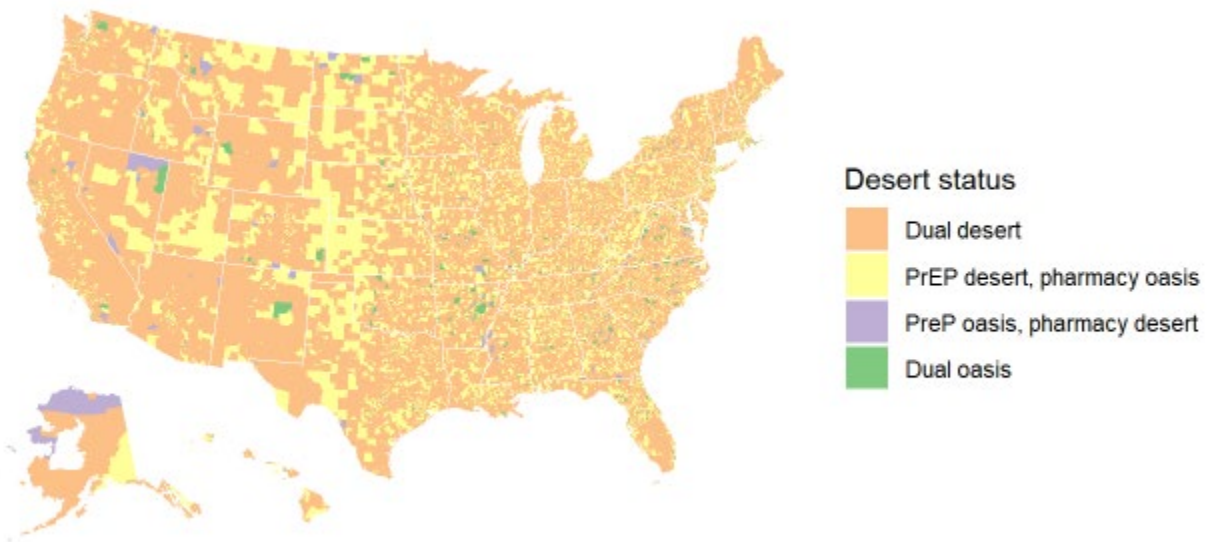 Desert status
Dual desert
PrEP desert, pharmacy oasis
PreP oasis, pharmacy desert
Dual oasis